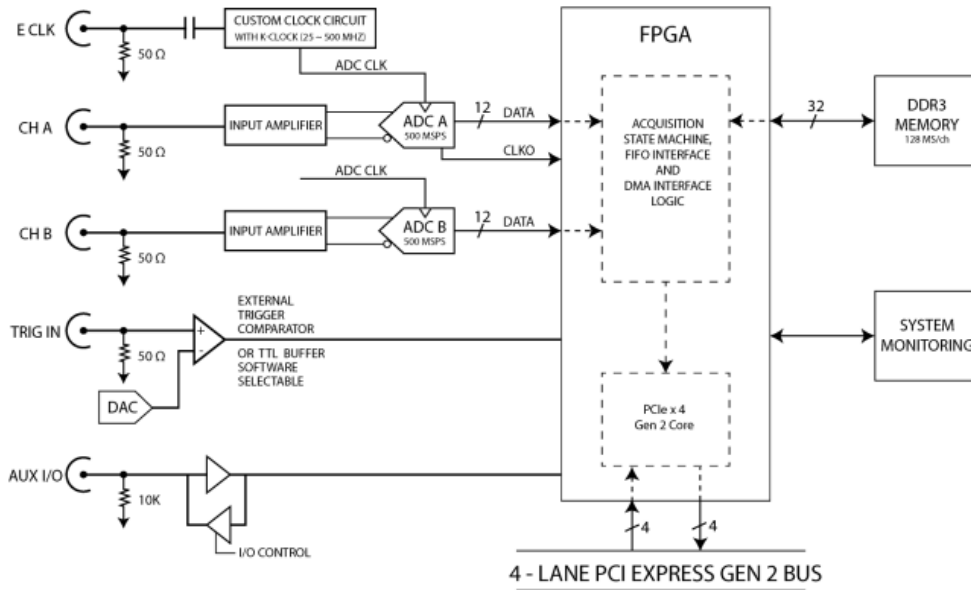 E CLK
50 Ω
CUSTOM CLOCK CIRCUIT
WITH K-CLOCK (25 ~ 500 MHZ)
ADC CLK
CH A
50 Ω
INPUT AMPLIFIER
ADC A
500 MSPS
12
DATA
CLKO
ADC CLK
CH B
50 Ω
INPUT AMPLIFIER
ADC B
500 MSPS
12
DATA
TRIG IN
50 Ω
+
-
DAC
EXTERNAL
TRIGGER
COMPARATOR
OR TTL BUFFER
SOFTWARE
SELECTABLE
AUX I/O
10K
I/O CONTROL
FPGA
ACQUISITION
STATE MACHINE,
FIFO INTERFACE
AND
DMA INTERFACE
LOGIC
PCIe x 4
Gen 2 Core
32
DDR3
MEMORY
128 MS/ch
SYSTEM
MONITORING
4
4
4 - LANE PCI EXPRESS GEN 2 BUS